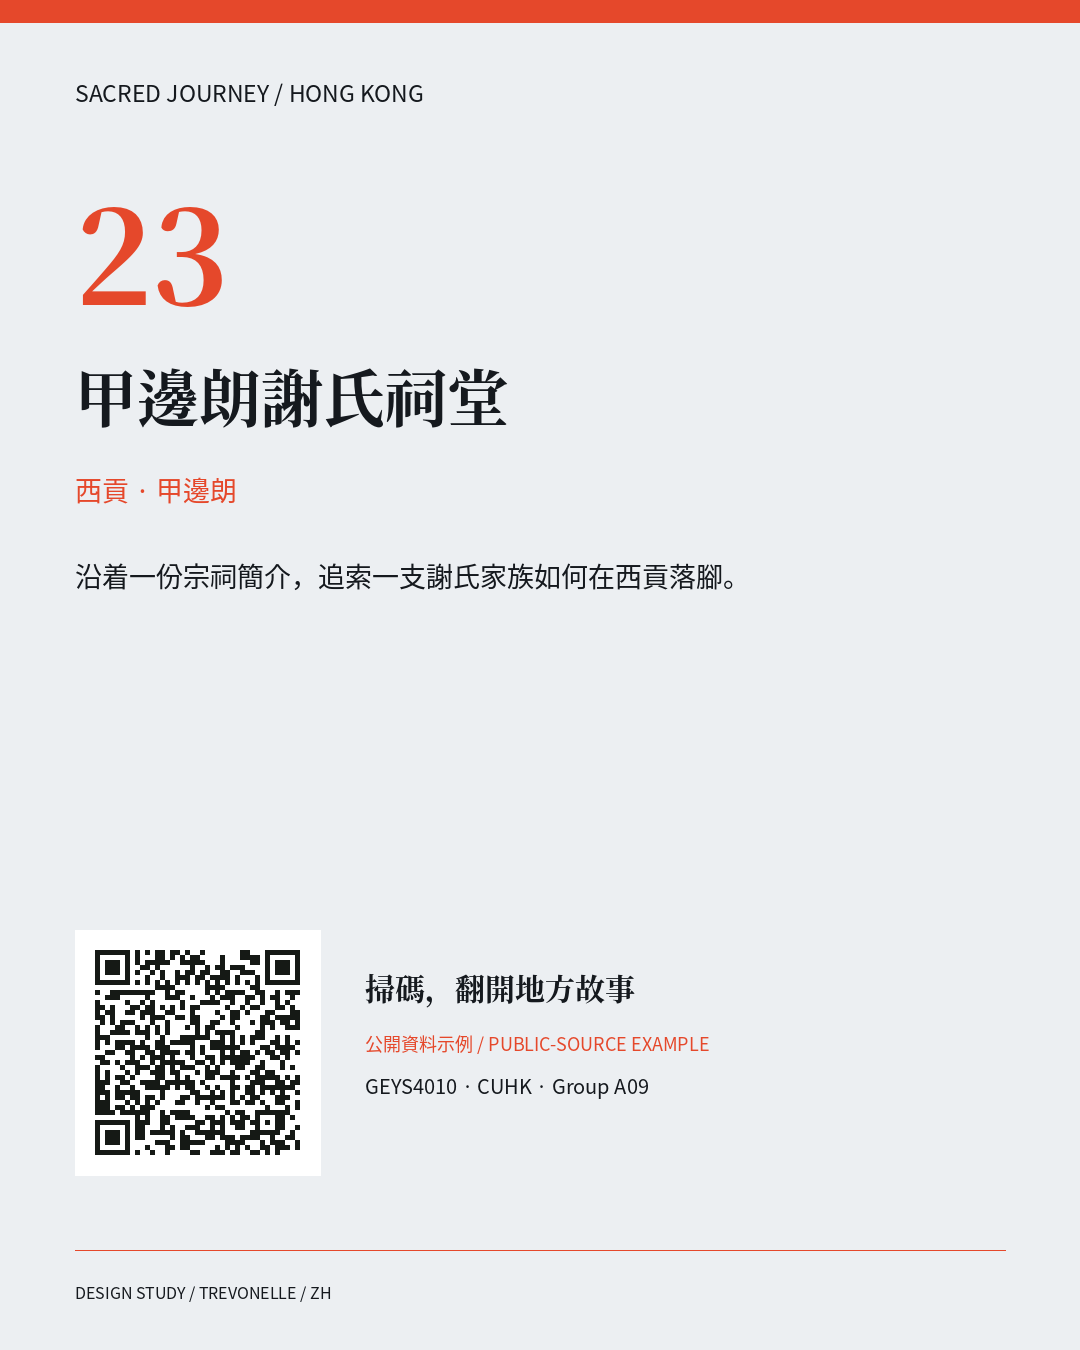 SACRED JOURNEY / HONG KONG
23
甲邊朗謝氏祠堂
西貢 · 甲邊朗
沿着一份宗祠簡介，追索一支謝氏家族如何在西貢落腳。
掃碼，翻開地方故事
公開資料示例 / PUBLIC-SOURCE EXAMPLE
GEYS4010 · CUHK · Group A09
DESIGN STUDY / TREVONELLE / ZH